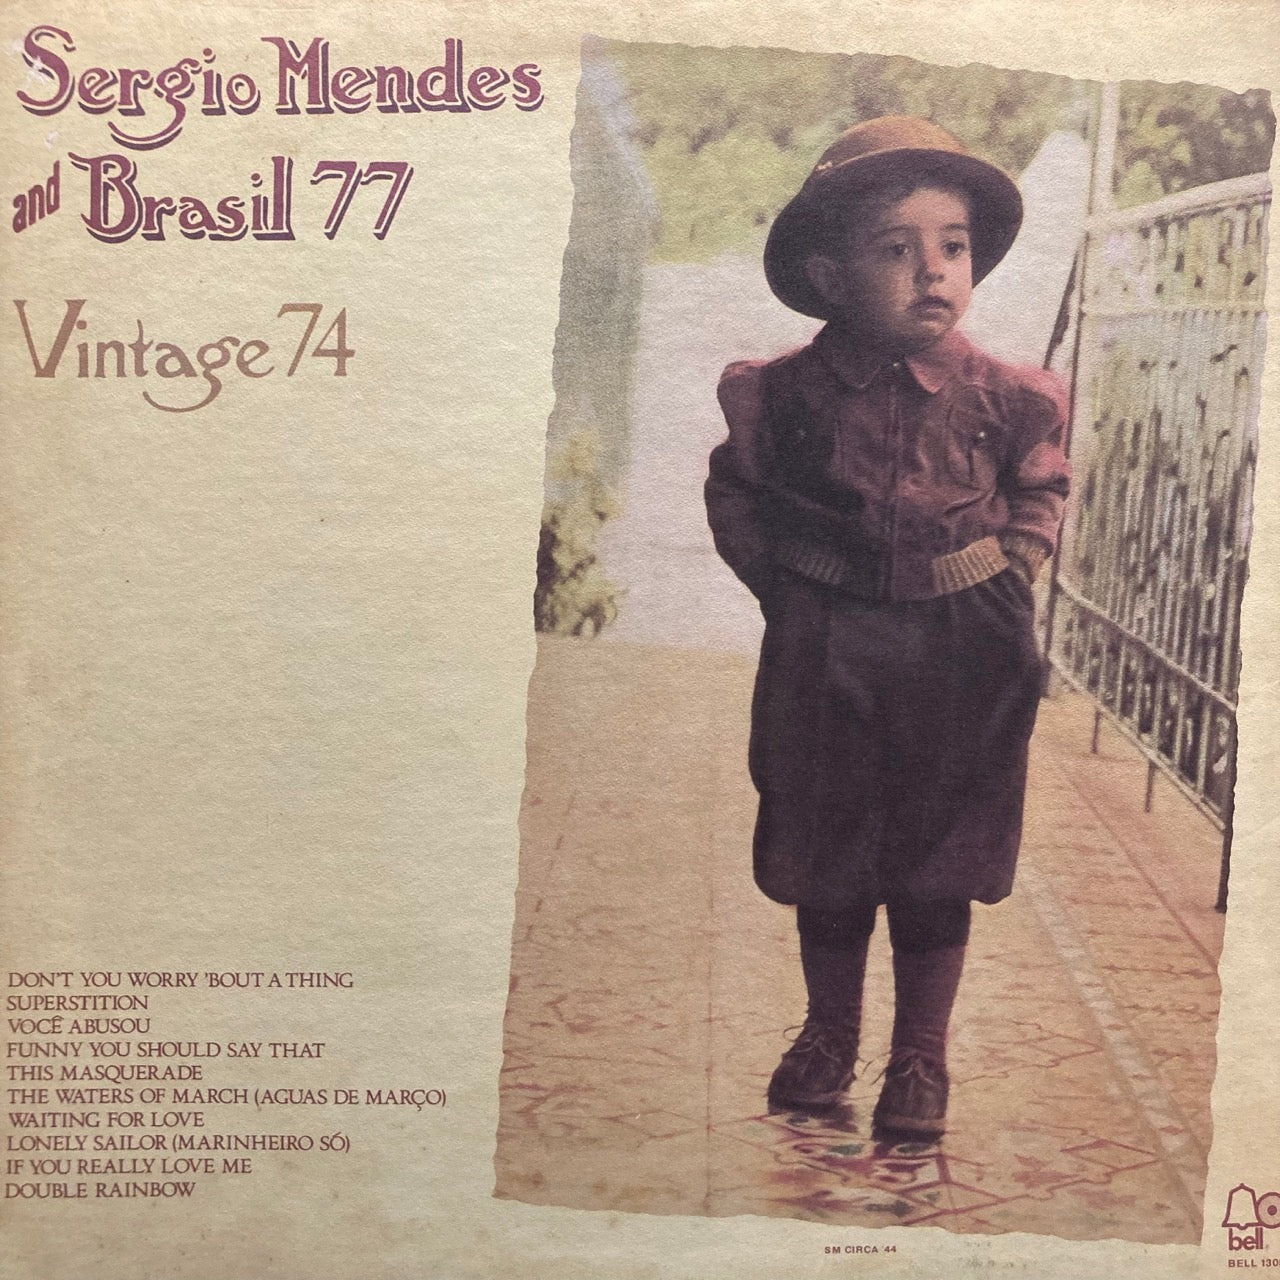 Sergio Mendes
and Brasil 77
Vintage 74
DON'T YOU WORRY 'BOUT A THING
SUPERSTITION
VOCÊ ABUSOU
FUNNY YOU SHOULD SAY THAT
THIS MASQUERADE
THE WATERS OF MARCH (AGUAS DE MARÇO)
WAITING FOR LOVE
LONELY SAILOR (MARINHEIRO SÓ)
IF YOU REALLY LOVE ME
DOUBLE RAINBOW
SM CIRCA '44
bell
BELL